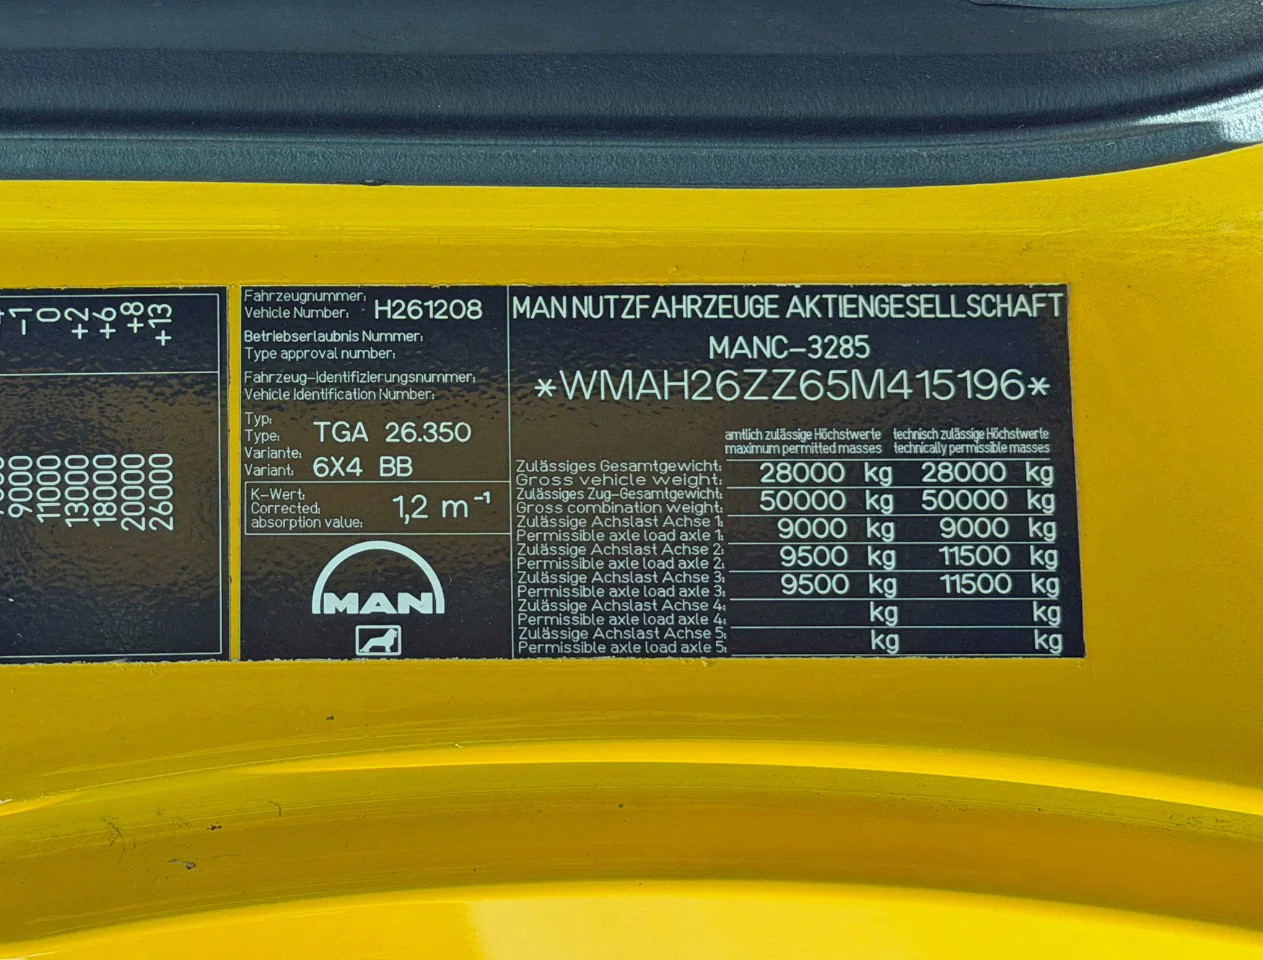 -1
0
+2
+6
+8
+13
9000
11000
13000
18000
20000
26000
Fahrzeugnummer:
Vehicle Number: H261208
Betriebserlaubnis Nummer:
Type approval number:
Fahrzeug-Identifizierungsnummer:
Vehicle Identification Number:
Typ:
Type: TGA 26.350
Variante:
Variant: 6X4 BB
K-Wert:
Corrected 1,2 m⁻¹
absorption value:
MAN
MAN NUTZFAHRZEUGE AKTIENGESELLSCHAFT
MANC-3285
*WMAH26ZZ65M415196*
amtlich zulässige Höchstwerte technisch zulässige Höchstwerte
maximum permitted masses technically permissible masses
Zulässiges Gesamtgewicht:
Gross vehicle weight: 28000 kg 28000 kg
Zulässiges Zug-Gesamtgewicht:
Gross combination weight: 50000 kg 50000 kg
Zulässige Achslast Achse 1:
Permissible axle load axle 1: 9000 kg 9000 kg
Zulässige Achslast Achse 2:
Permissible axle load axle 2: 9500 kg 11500 kg
Zulässige Achslast Achse 3:
Permissible axle load axle 3: 9500 kg 11500 kg
Zulässige Achslast Achse 4:
Permissible axle load axle 4: kg kg
Zulässige Achslast Achse 5:
Permissible axle load axle 5: kg kg